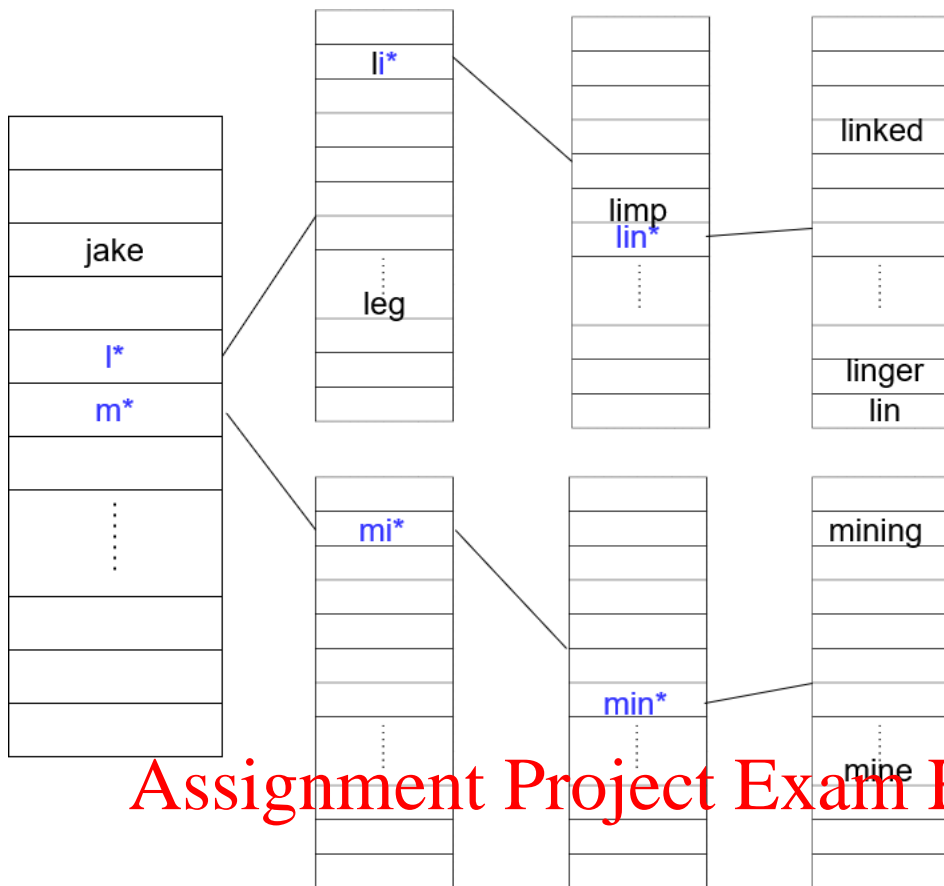 jake
l*
m*
li*
leg
limp
lin*
linked
linger
lin
mi*
min*
mining
mine
Assignment Project Exam